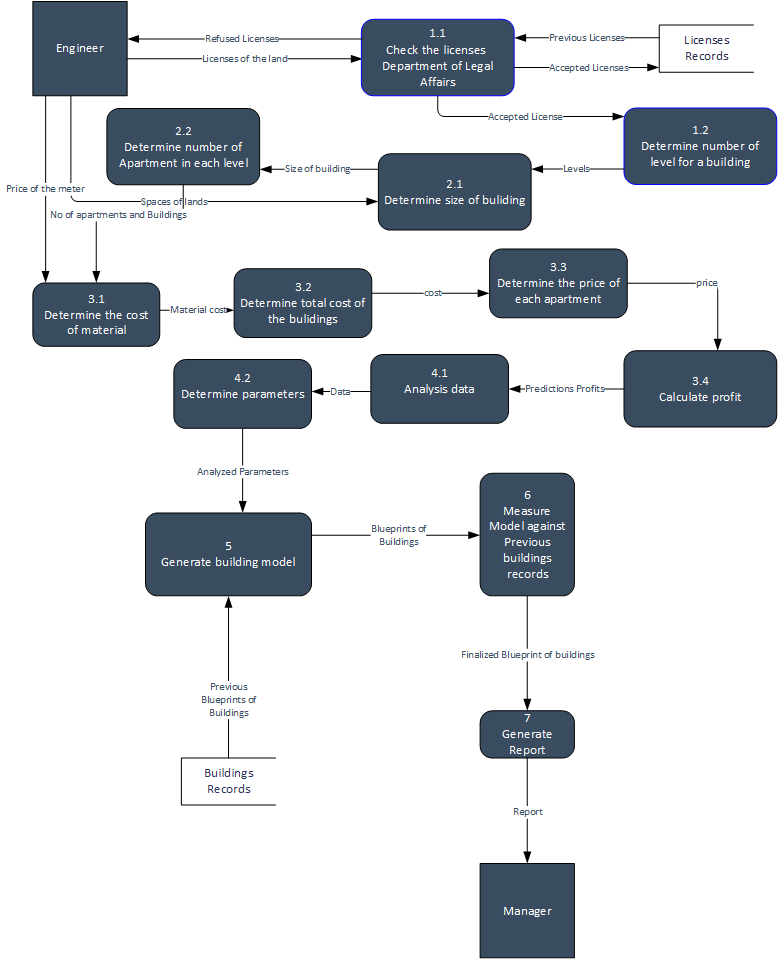 Engineer
Refused Licenses
Licenses of the land
1.1
Check the licenses
Department of Legal
Affairs
Previous Licenses
Accepted Licenses
Licenses
Records
Accepted License
1.2
Determine number of
level for a building
2.2
Determine number of
Apartment in each level
Size of building
2.1
Determine size of buliding
Levels
Price of the meter
Spaces of lands
No of apartments and Buildings
3.1
Determine the cost
of material
Material cost
3.2
Determine total cost of
the bulidings
cost
3.3
Determine the price of
each apartment
price
3.4
Calculate profit
Predictions Profits
4.1
Analysis data
Data
4.2
Determine parameters
Analyzed Parameters
5
Generate building model
Blueprints of
Buildings
6
Measure
Model against
Previous
buildings
records
Finalized Blueprint of buildings
Previous
Blueprints of
Buildings
Buildings
Records
7
Generate
Report
Report
Manager